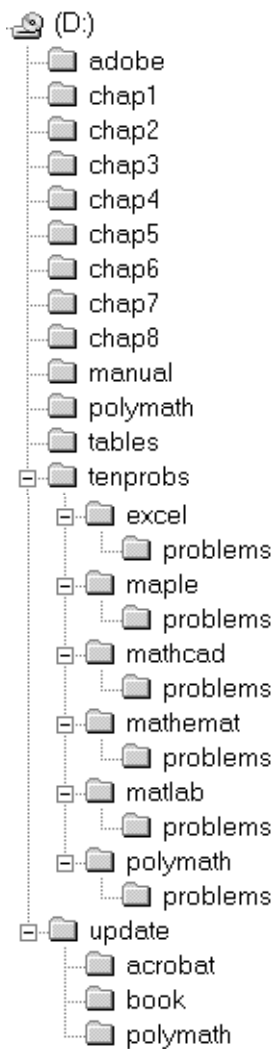 (D:)
adobe
chap1
chap2
chap3
chap4
chap5
chap6
chap7
chap8
manual
polymath
tables
tenprobs
excel
problems
maple
problems
mathcad
problems
mathemat
problems
matlab
problems
polymath
problems
update
acrobat
book
polymath